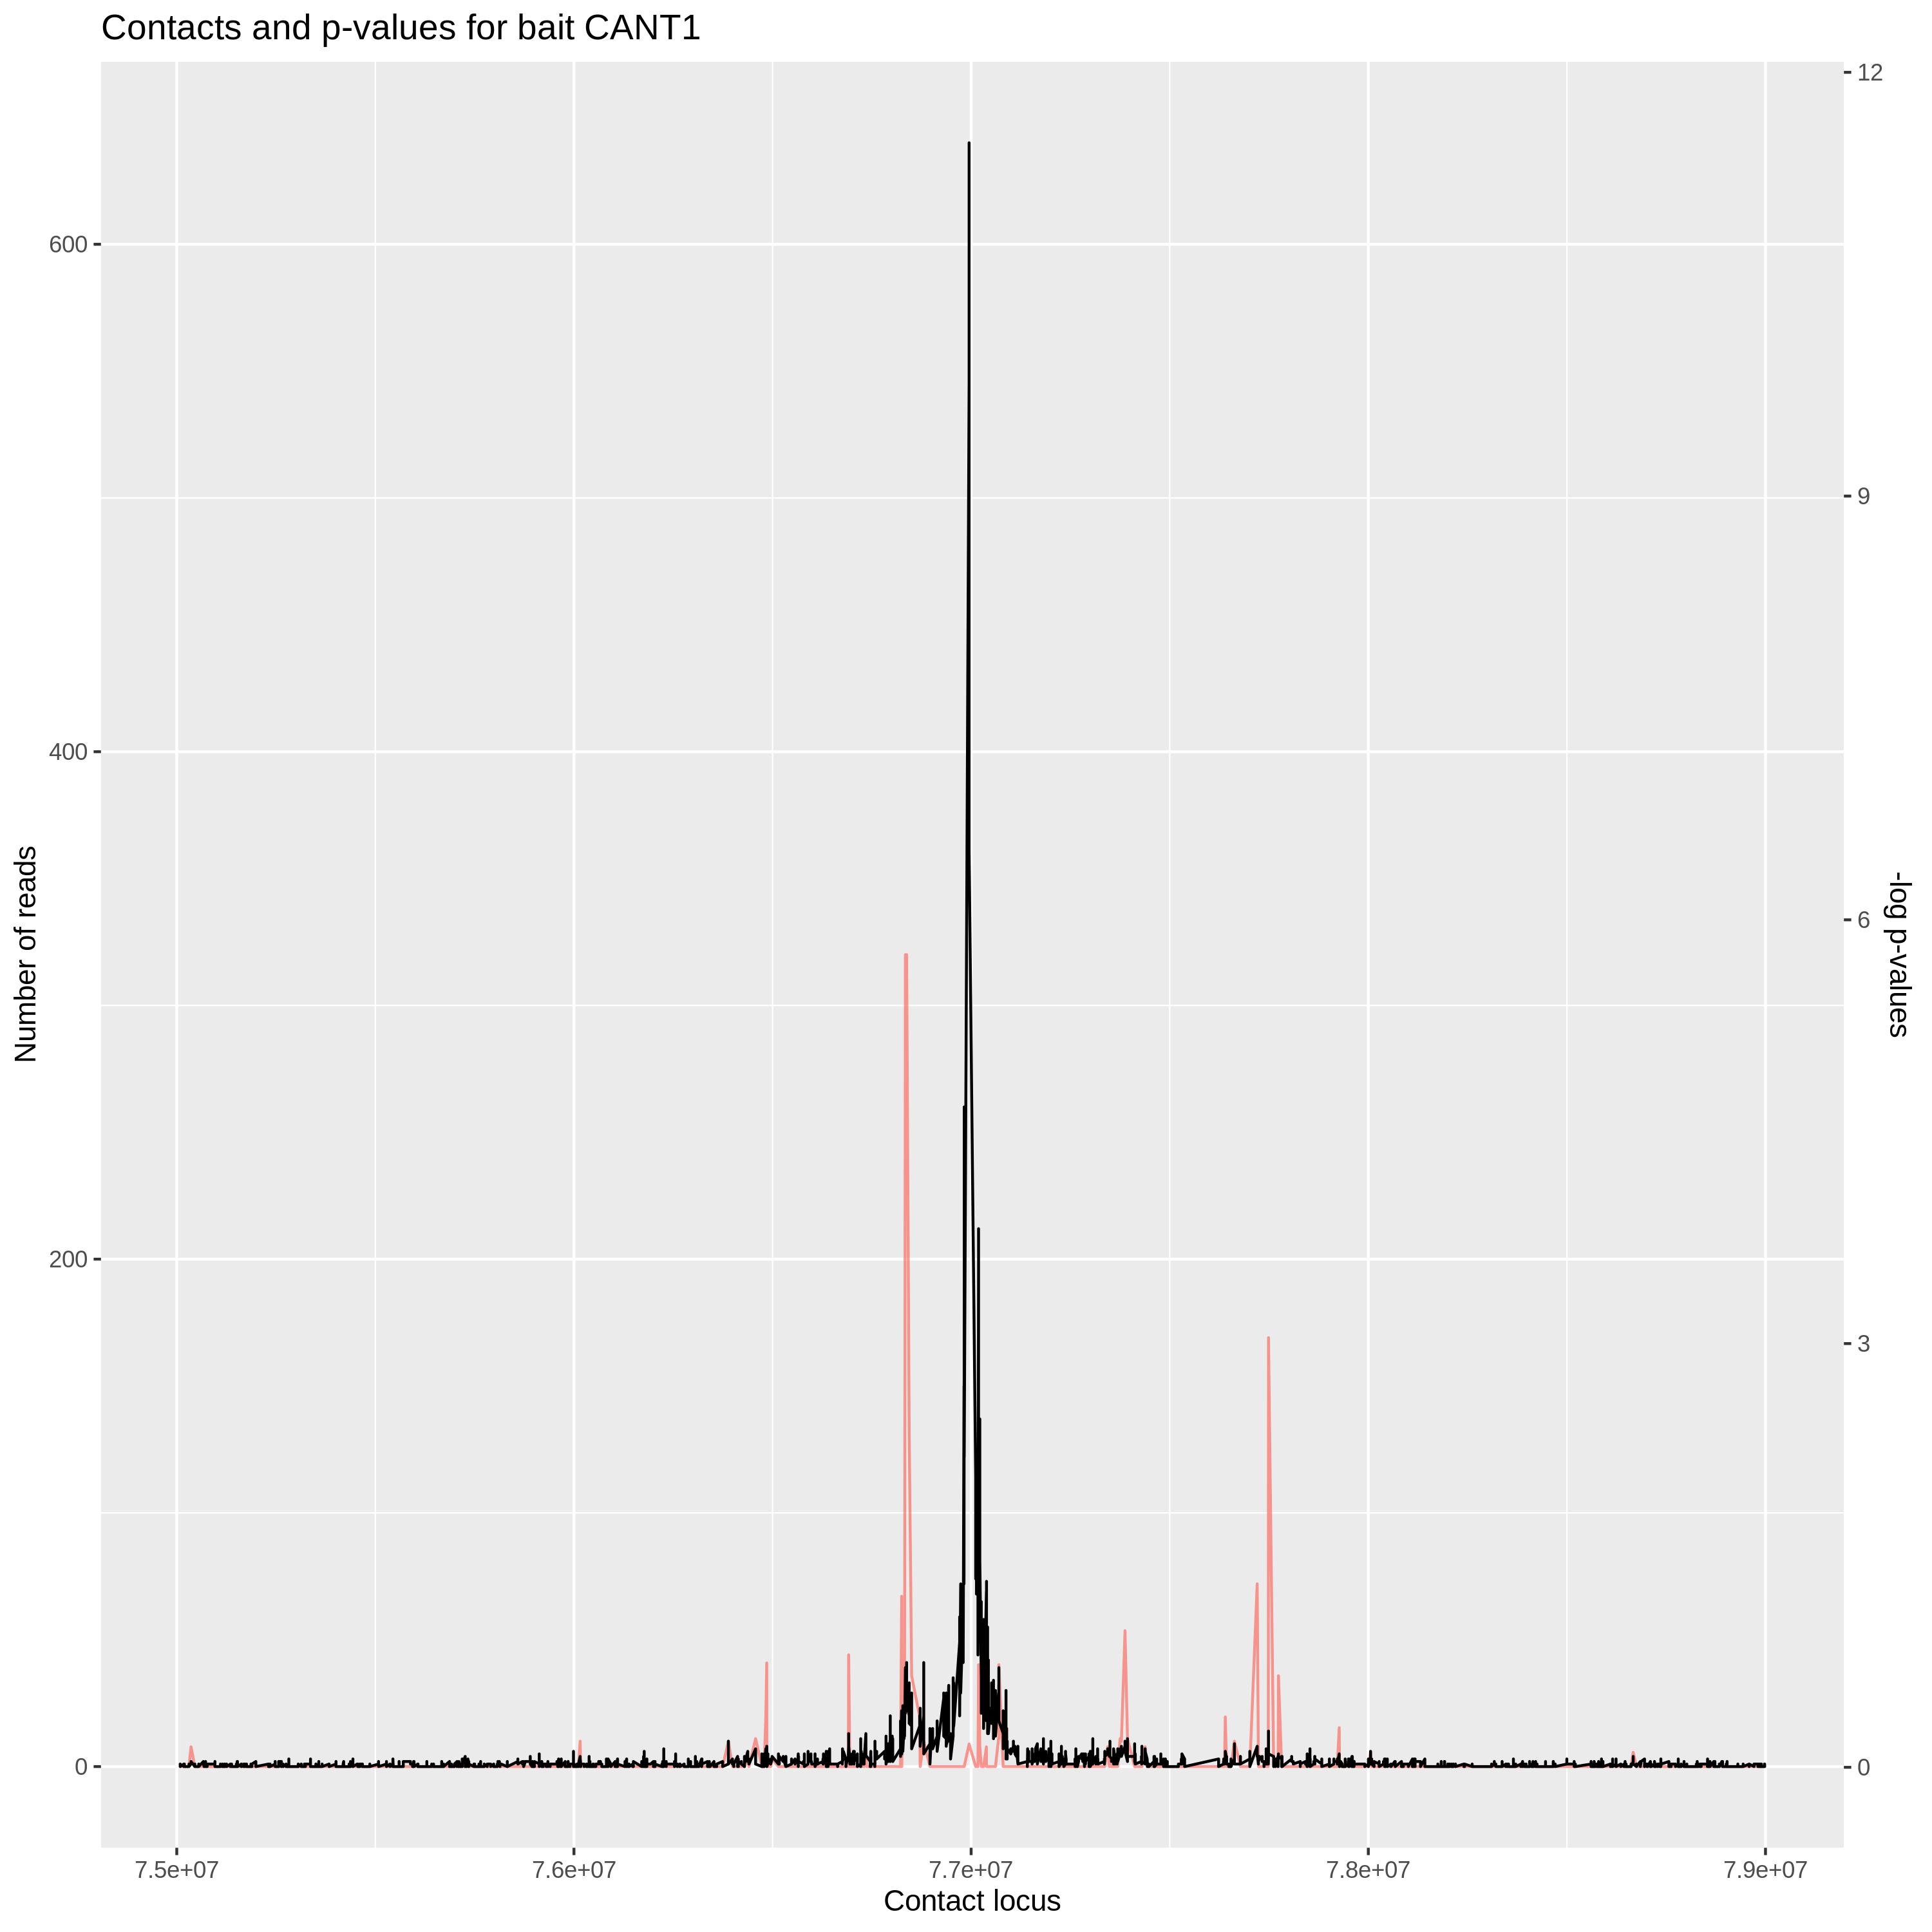 Contacts and p-values for bait CANT1
12
600
9
400
Number of reads
6
-log p-values
200
3
0
0
7.5e+07
7.6e+07
7.7e+07
7.8e+07
7.9e+07
Contact locus